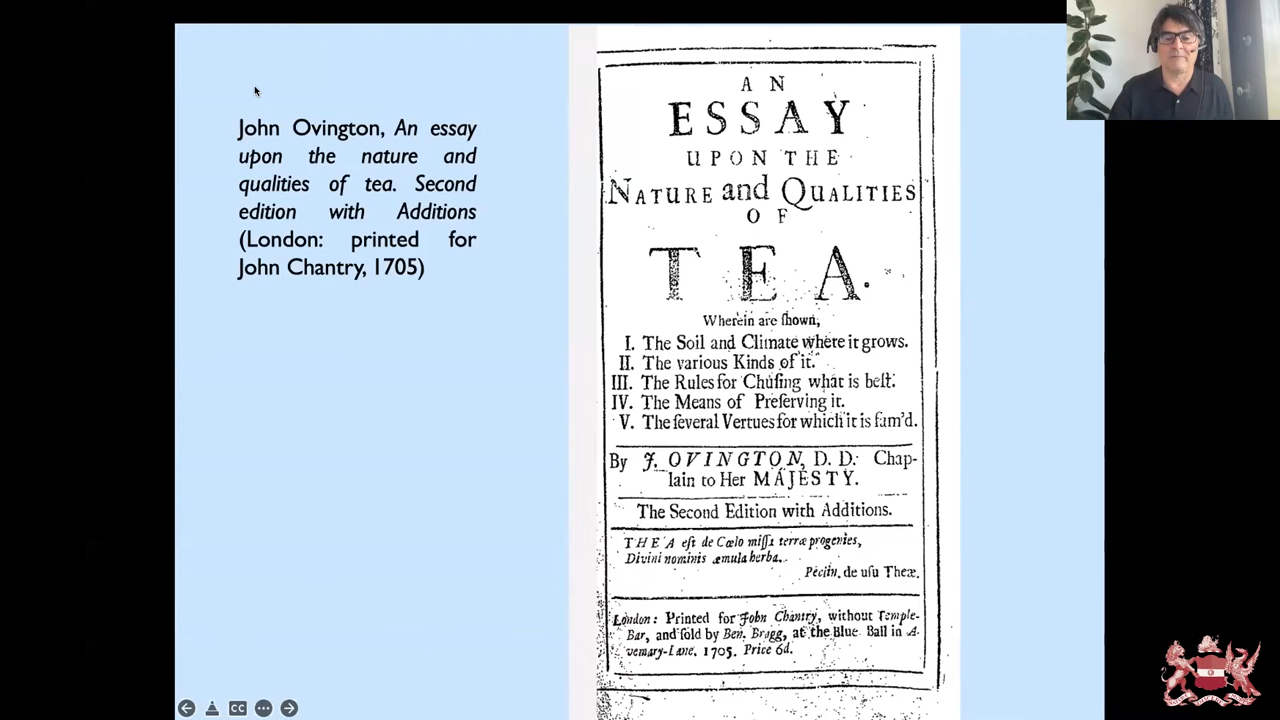 John Ovington, An essay
upon the nature and
qualities of tea. Second
edition with Additions
(London: printed for
John Chantry, 1705)
AN
ESSAY
UPON THE
NATURE and QUALITIES
OF
TEA.
Wherein are ſhown,
I. The Soil and Climate where it grows.
II. The various Kinds of it.
III. The Rules for Chuſing what is beſt.
IV. The Means of Preſerving it.
V. The ſeveral Vertues for which it is fam'd.
By J. OVINGTON, D. D. Chap-
lain to Her MAJESTY.
The Second Edition with Additions.
THEA eſt de Cœlo miſſa terræ progenies,
Divini nominis æmula herba.
Pechlin. de uſu Theæ.
London: Printed for John Chantry, without Temple-
Bar, and ſold by Ben. Bragg, at the Blue Ball in A-
vemary-Lane, 1705. Price 6d.
CC